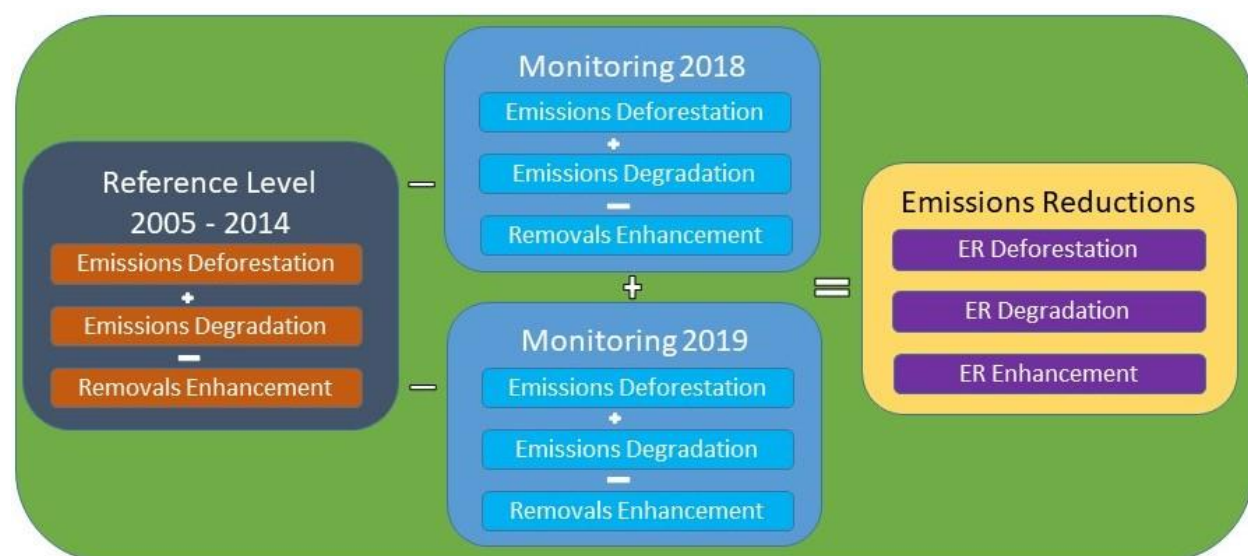 Reference Level
2005 - 2014
Emissions Deforestation
+
Emissions Degradation
−
Removals Enhancement
−
−
Monitoring 2018
Emissions Deforestation
+
Emissions Degradation
−
Removals Enhancement
+
Monitoring 2019
Emissions Deforestation
+
Emissions Degradation
−
Removals Enhancement
=
Emissions Reductions
ER Deforestation
ER Degradation
ER Enhancement